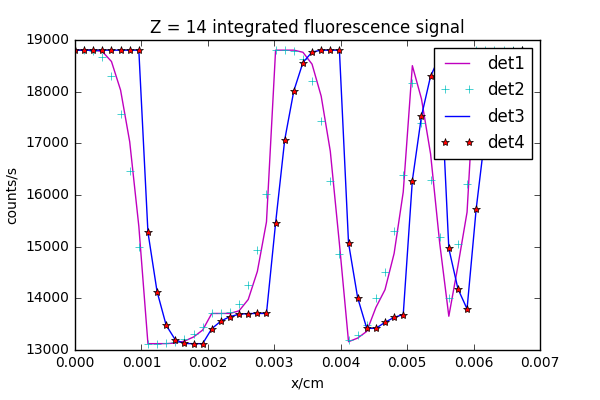 Z = 14 integrated fluorescence signal
19000
18000
17000
16000
15000
14000
13000
counts/s
det1
det2
det3
det4
0.000 0.001 0.002 0.003 0.004 0.005 0.006 0.007
x/cm